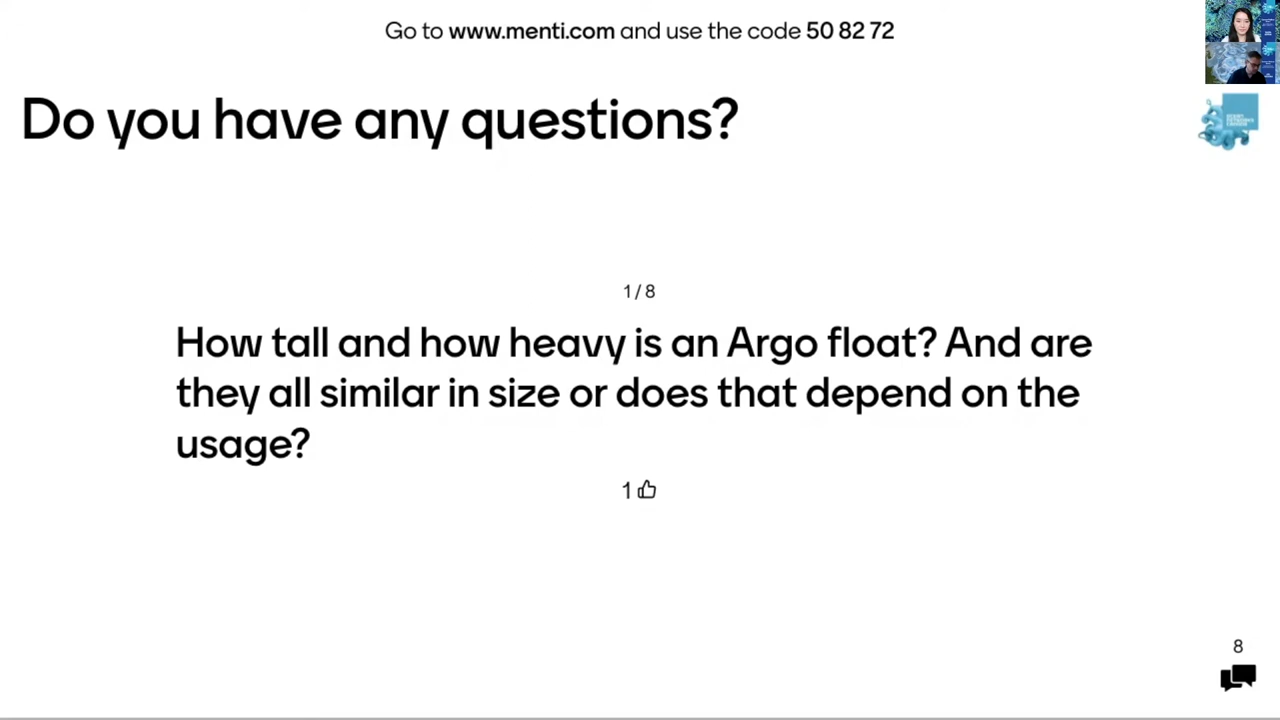 Go to www.menti.com and use the code 50 82 72
Do you have any questions?
1 / 8
How tall and how heavy is an Argo float? And are
they all similar in size or does that depend on the
usage?
1
8